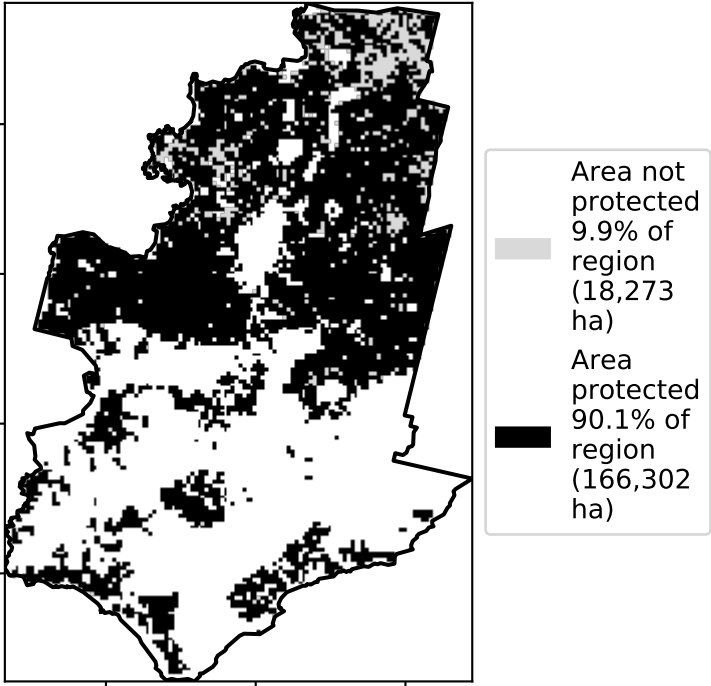 Area not
protected
9.9% of
region
(18,273
ha)
Area
protected
90.1% of
region
(166,302
ha)